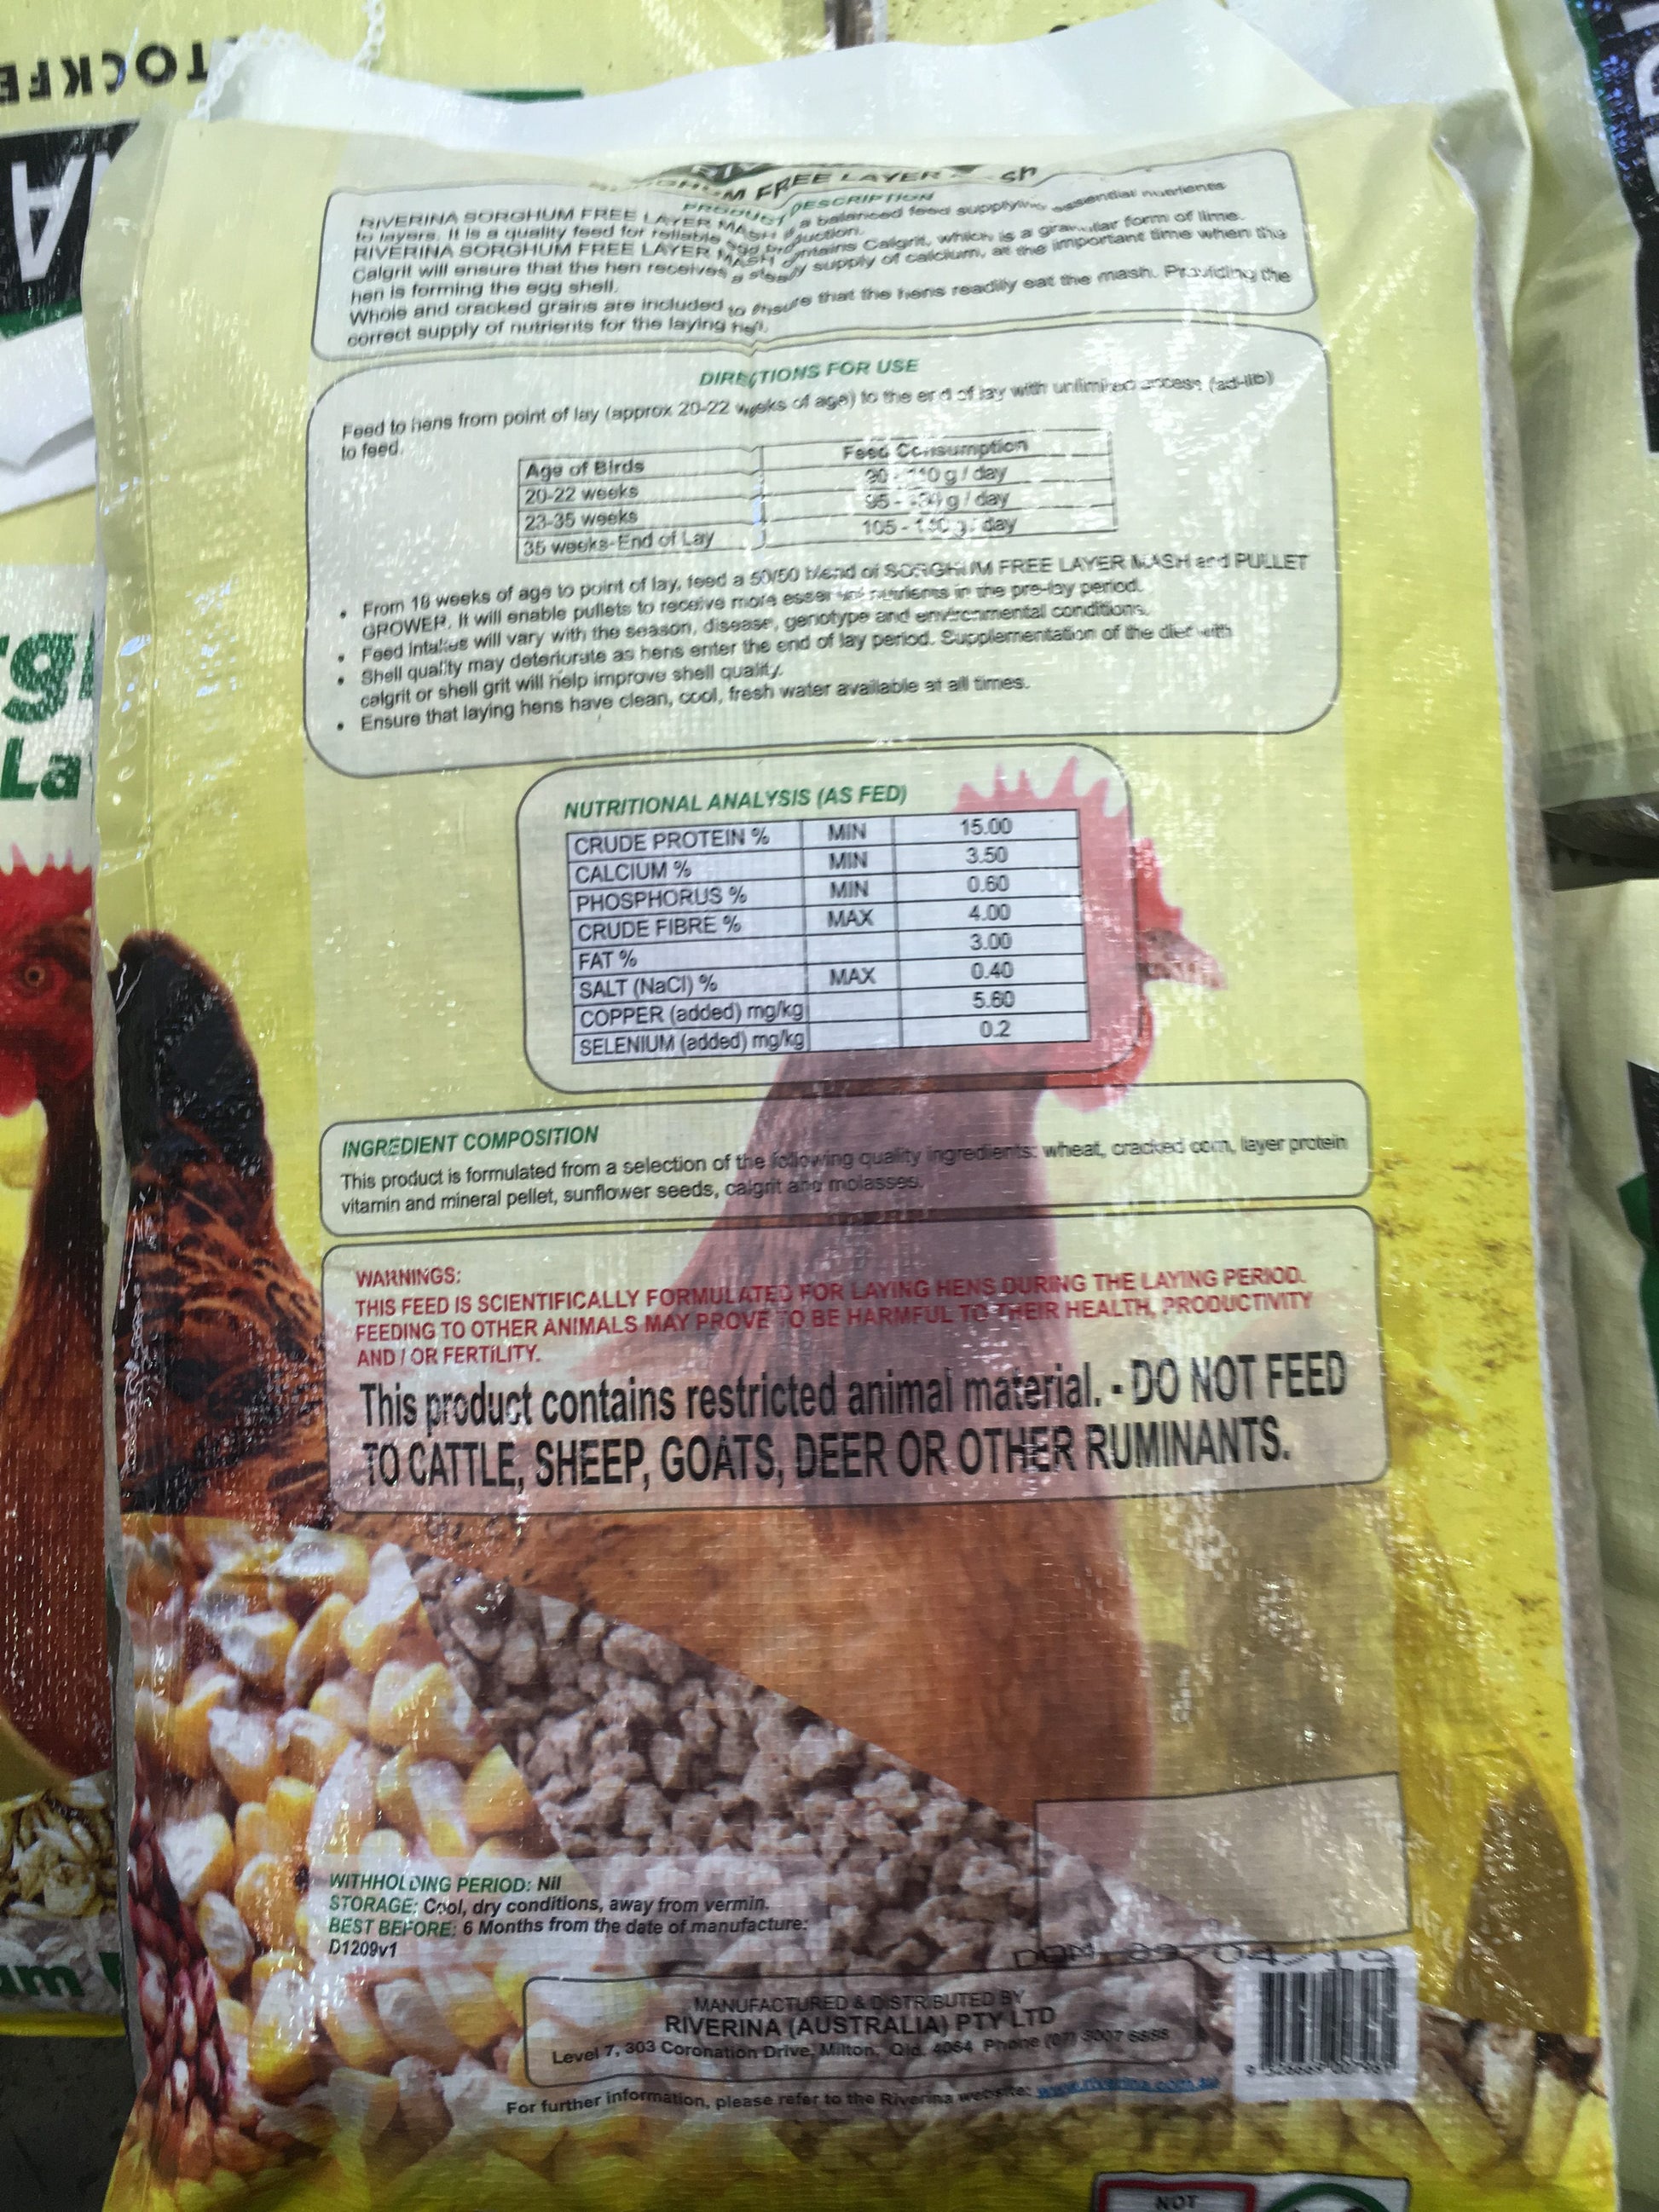 TOCKFE
RIV
M FREE LAYER
PRODUCT DESCRIPTION
RIVERINA SORGHUM FREE LAYER MASH is a balanced feed supplying essential nutrients
to layers. It is a quality feed for reliable egg production.
RIVERINA SORGHUM FREE LAYER MASH contains Calgrit, which is a granular form of lime.
Calgrit will ensure that the hen receives a steady supply of calcium, at the important time when the
hen is forming the egg shell.
Whole and cracked grains are included to ensure that the hens readily eat the mash. Providing the
correct supply of nutrients for the laying hen.
DIRECTIONS FOR USE
Feed to hens from point of lay (approx 20-22 weeks of age) to the end of lay with unlimited access (ad-lib)
to feed.
Age of Birds Feed Consumption
20-22 weeks 90 - 110 g / day
23-35 weeks 95 - g / day
35 weeks-End of Lay 105 - g / day
• From 18 weeks of age to point of lay, feed a 50/50 blend of SORGHUM FREE LAYER MASH and PULLET
GROWER. It will enable pullets to receive more essential nutrients in the pre-lay period.
• Feed Intakes will vary with the season, disease, genotype and environmental conditions.
• Shell quality may deteriorate as hens enter the end of lay period. Supplementation of the diet with
calgrit or shell grit will help improve shell quality.
• Ensure that laying hens have clean, cool, fresh water available at all times.
NUTRITIONAL ANALYSIS (AS FED)
CRUDE PROTEIN % MIN 15.00
CALCIUM % MIN 3.50
PHOSPHORUS % MIN 0.60
CRUDE FIBRE % MAX 4.00
FAT % 3.00
SALT (NaCl) % MAX 0.40
COPPER (added) mg/kg 5.60
SELENIUM (added) mg/kg 0.2
INGREDIENT COMPOSITION
This product is formulated from a selection of the following quality ingredients: wheat, cracked corn, layer protein
vitamin and mineral pellet, sunflower seeds, calgrit and molasses.
WARNINGS:
THIS FEED IS SCIENTIFICALLY FORMULATED FOR LAYING HENS DURING THE LAYING PERIOD.
FEEDING TO OTHER ANIMALS MAY PROVE TO BE HARMFUL TO THEIR HEALTH, PRODUCTIVITY
AND / OR FERTILITY.
This product contains restricted animal material. - DO NOT FEED
TO CATTLE, SHEEP, GOATS, DEER OR OTHER RUMINANTS.
WITHHOLDING PERIOD: Nil
STORAGE: Cool, dry conditions, away from vermin.
BEST BEFORE: 6 Months from the date of manufacture:
D1209v1
DOM 04/19
MANUFACTURED & DISTRIBUTED BY
RIVERINA (AUSTRALIA) PTY LTD
Level 7, 303 Coronation Drive, Milton, Qld. 4064 Phone (07) 3007 6688
For further information, please refer to the Riverina website: www.riverina.com.au
NOT